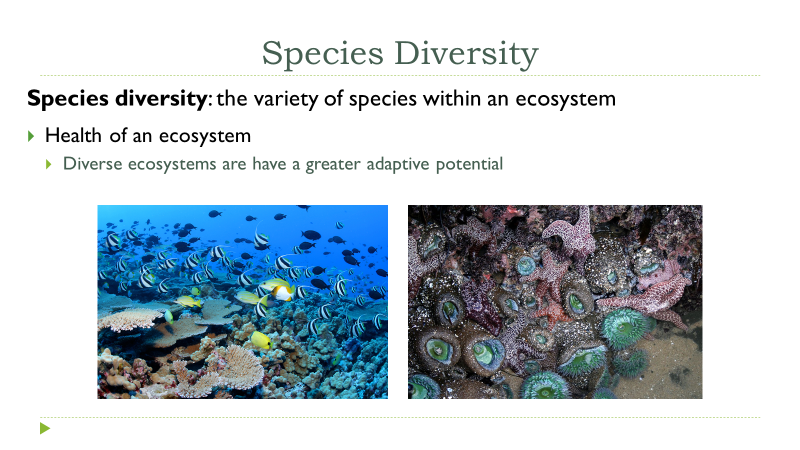 Species Diversity
Species diversity: the variety of species within an ecosystem
Health of an ecosystem
Diverse ecosystems are have a greater adaptive potential